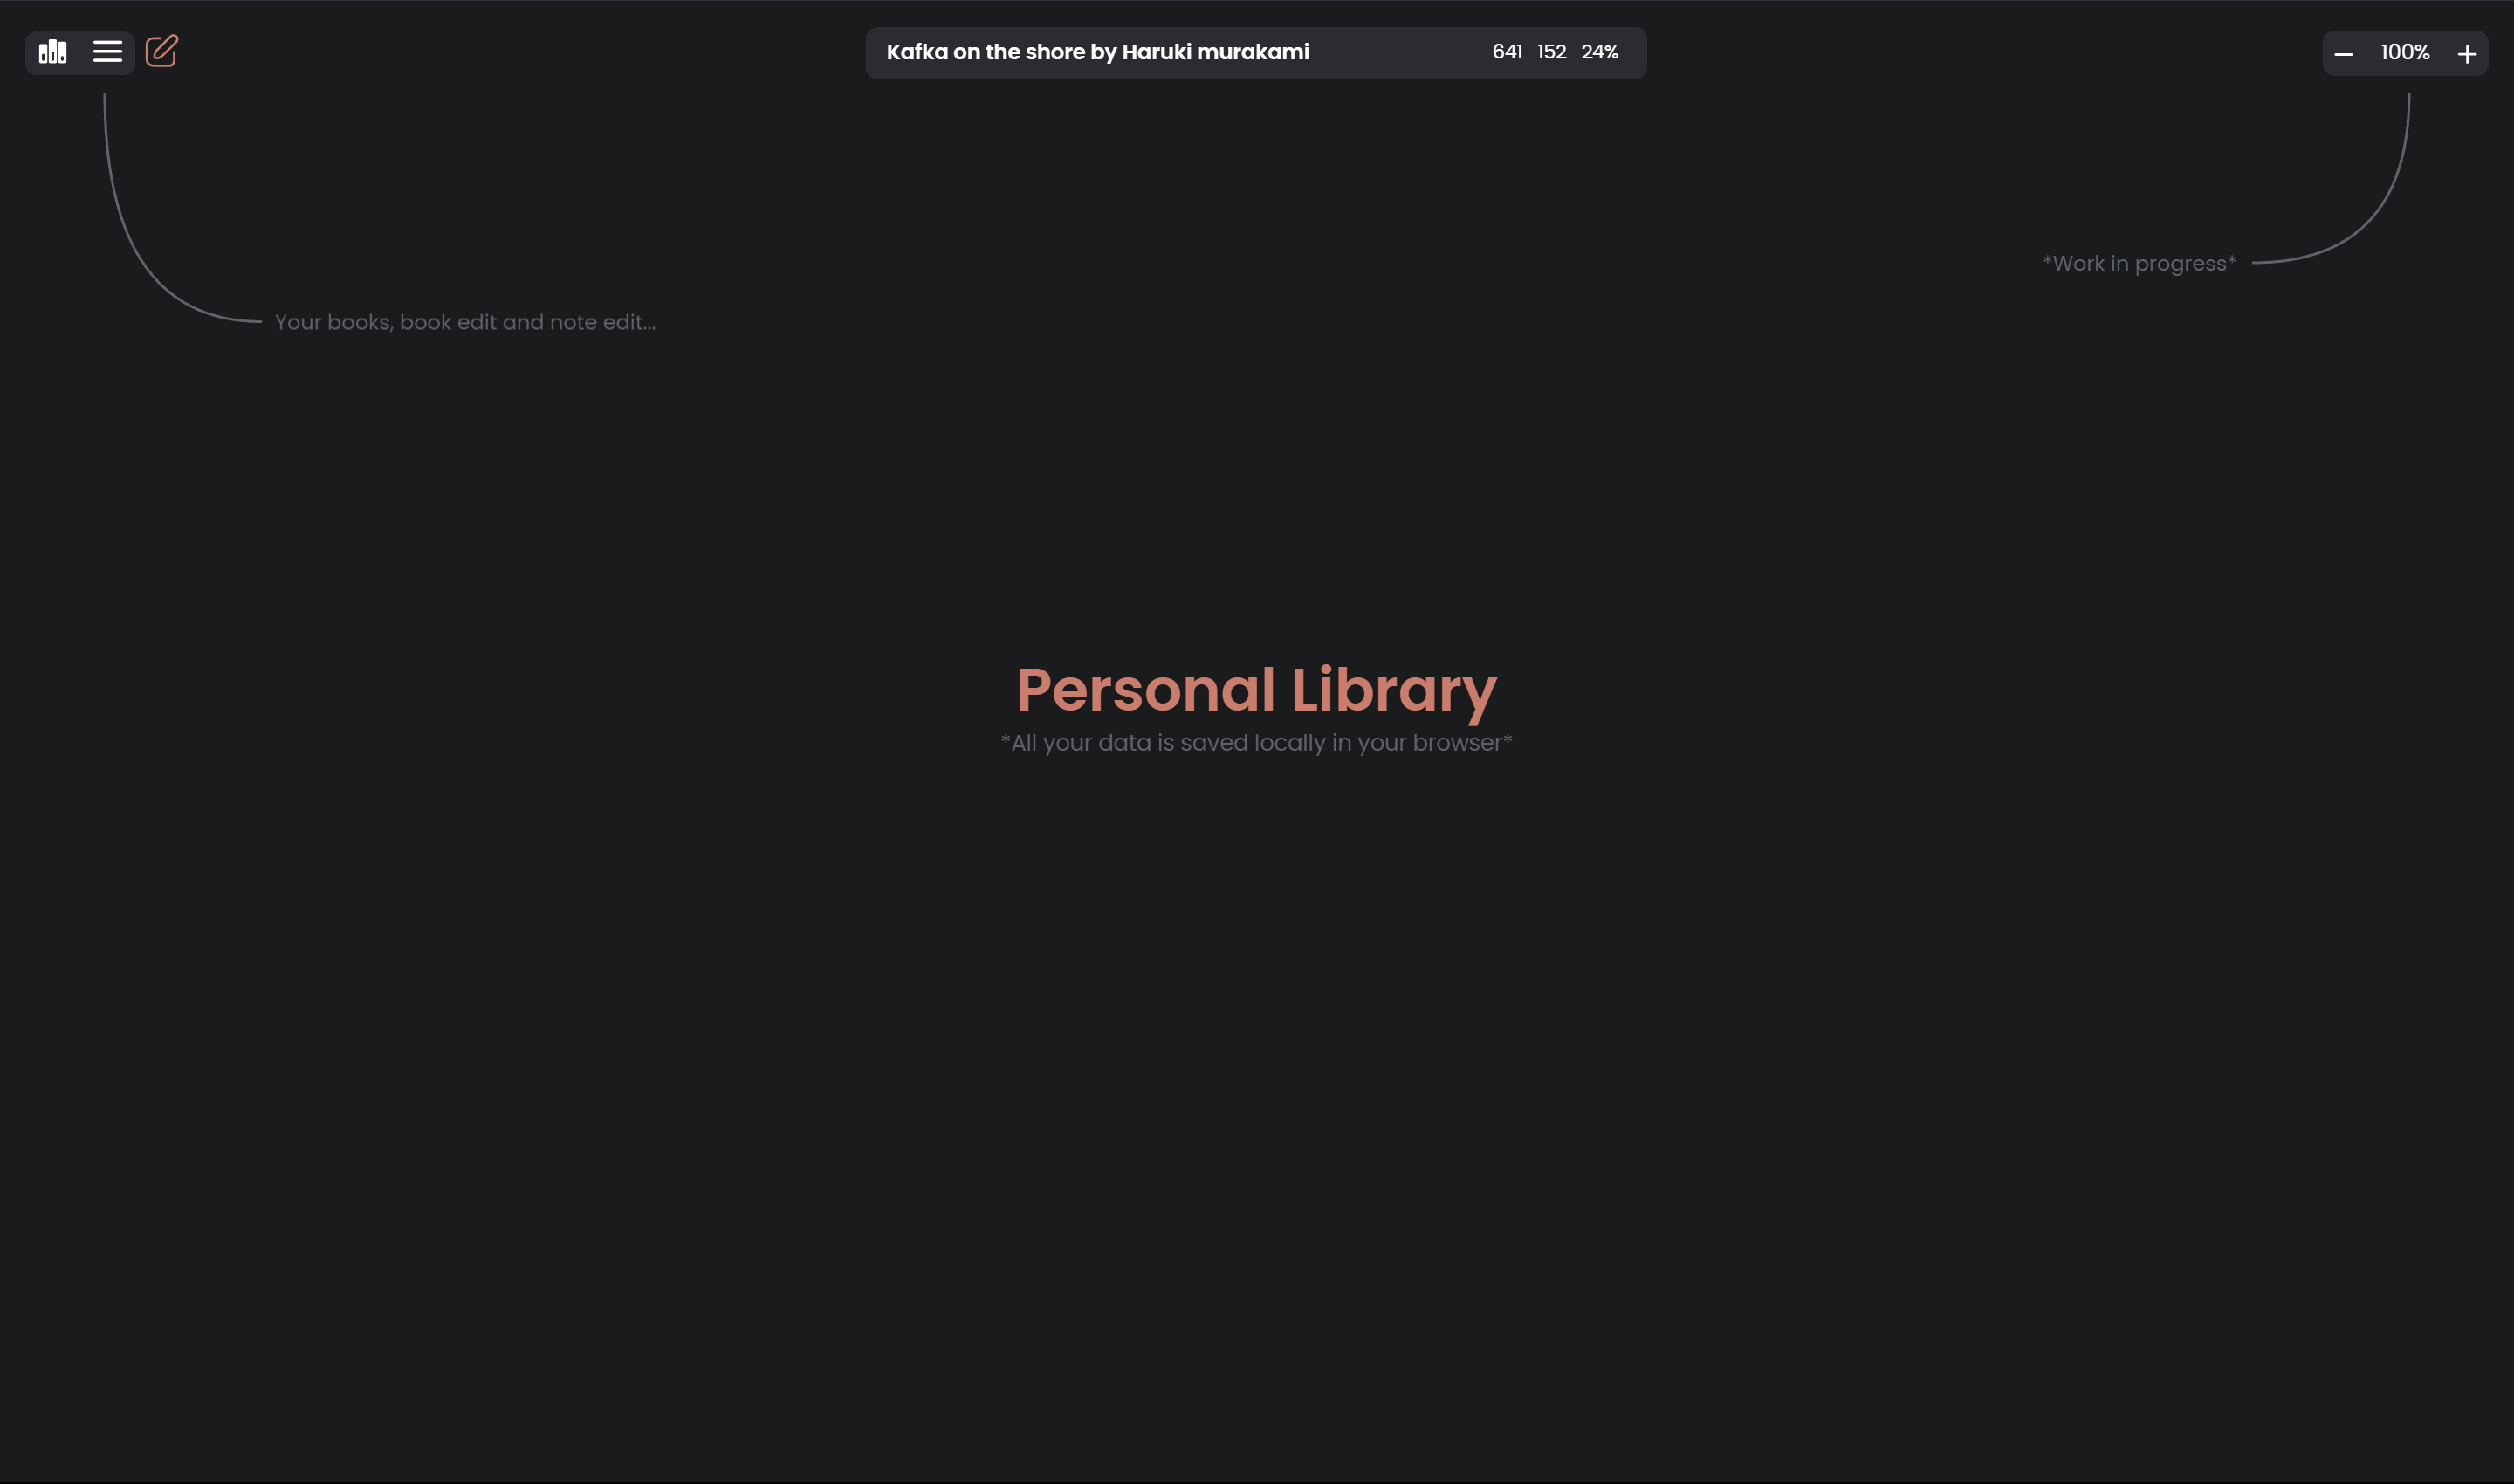 Kafka on the shore by Haruki murakami 641 152 24%
100%
*Work in progress*
Your books, book edit and note edit...
Personal Library
*All your data is saved locally in your browser*